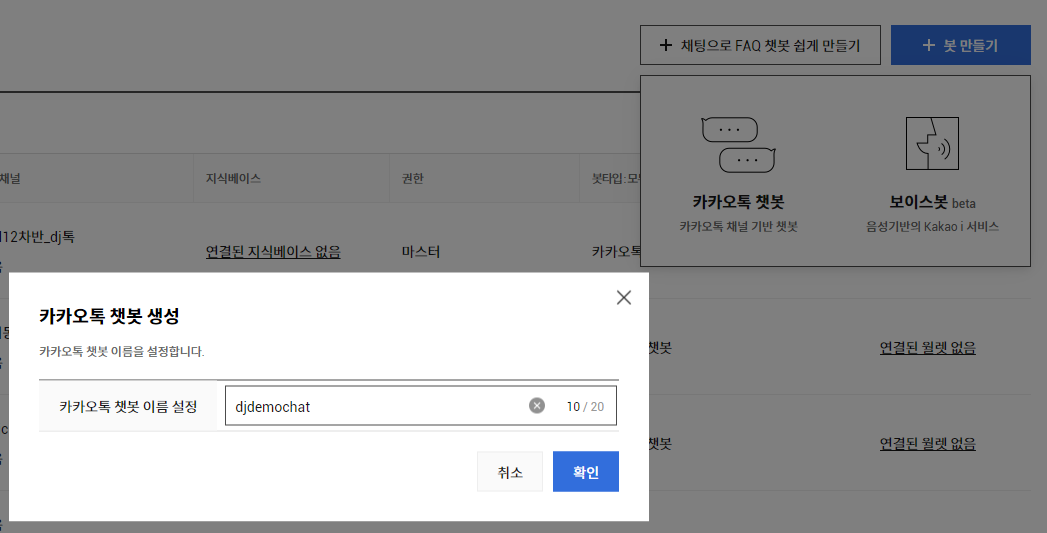 채팅으로 FAQ 챗봇 쉽게 만들기
봇 만들기
카카오톡 챗봇
카카오톡 채널 기반 챗봇
보이스봇 beta
음성기반의 Kakao i 서비스
채널
지식베이스
권한
봇타입:
12차반_dj톡
연결된 지식베이스 없음
마스터
카카오톡
챗봇
연결된 월렛 없음
챗봇
연결된 월렛 없음
카카오톡 챗봇 생성
카카오톡 챗봇 이름을 설정합니다.
카카오톡 챗봇 이름 설정
djdemochat
10 / 20
취소
확인